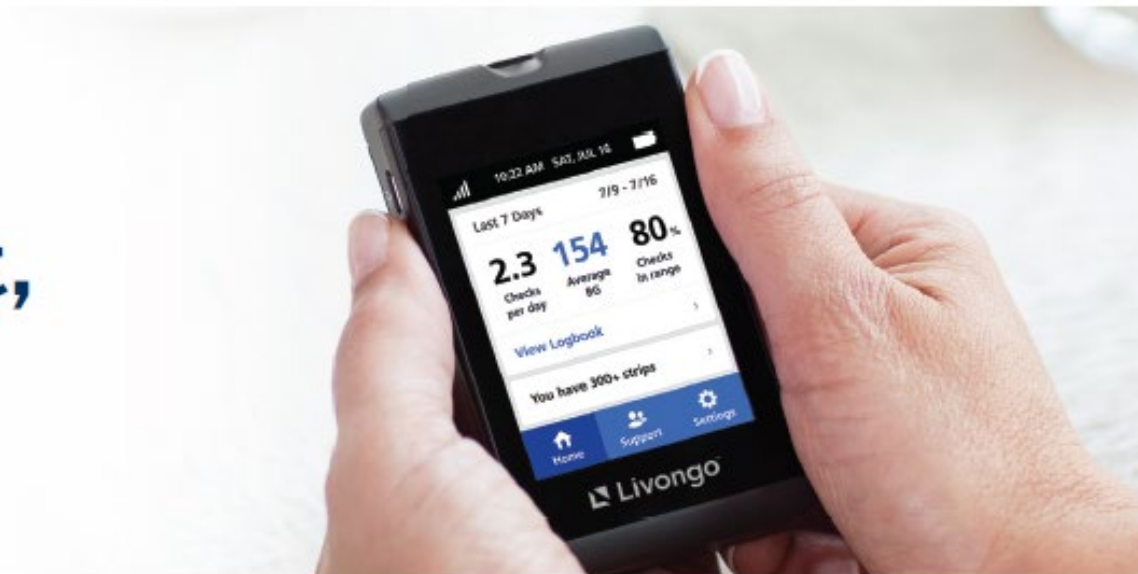 10:22 AM SAT, JUL 16
Last 7 Days 7/9 - 7/16
2.3 154 80%
Checks per day
Average BG
Checks in range
View Logbook
You have 300+ strips
Home Support Settings
Livongo